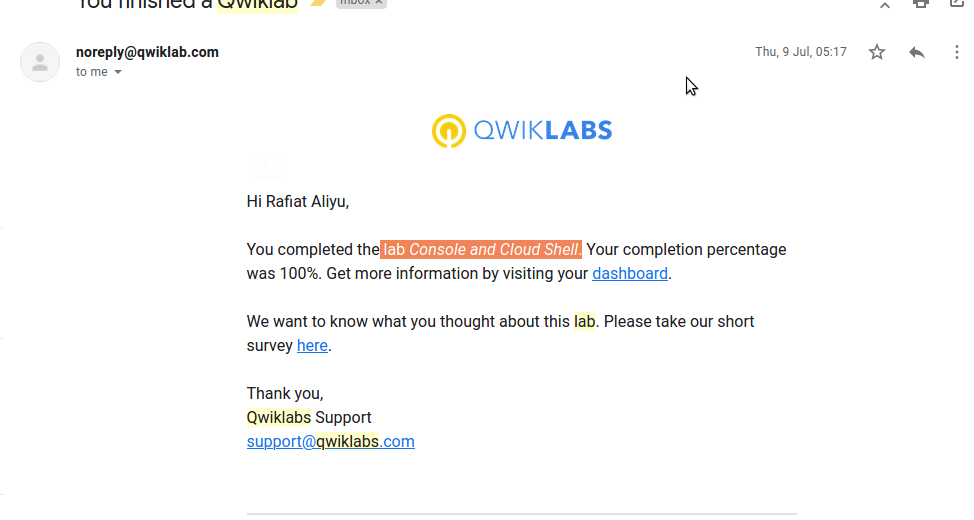 You finished a Qwiklab Inbox ×
noreply@qwiklab.com
Thu, 9 Jul, 05:17
to me
QWIKLABS
Hi Rafiat Aliyu,
You completed the lab Console and Cloud Shell. Your completion percentage
was 100%. Get more information by visiting your dashboard.
We want to know what you thought about this lab. Please take our short
survey here.
Thank you,
Qwiklabs Support
support@qwiklabs.com